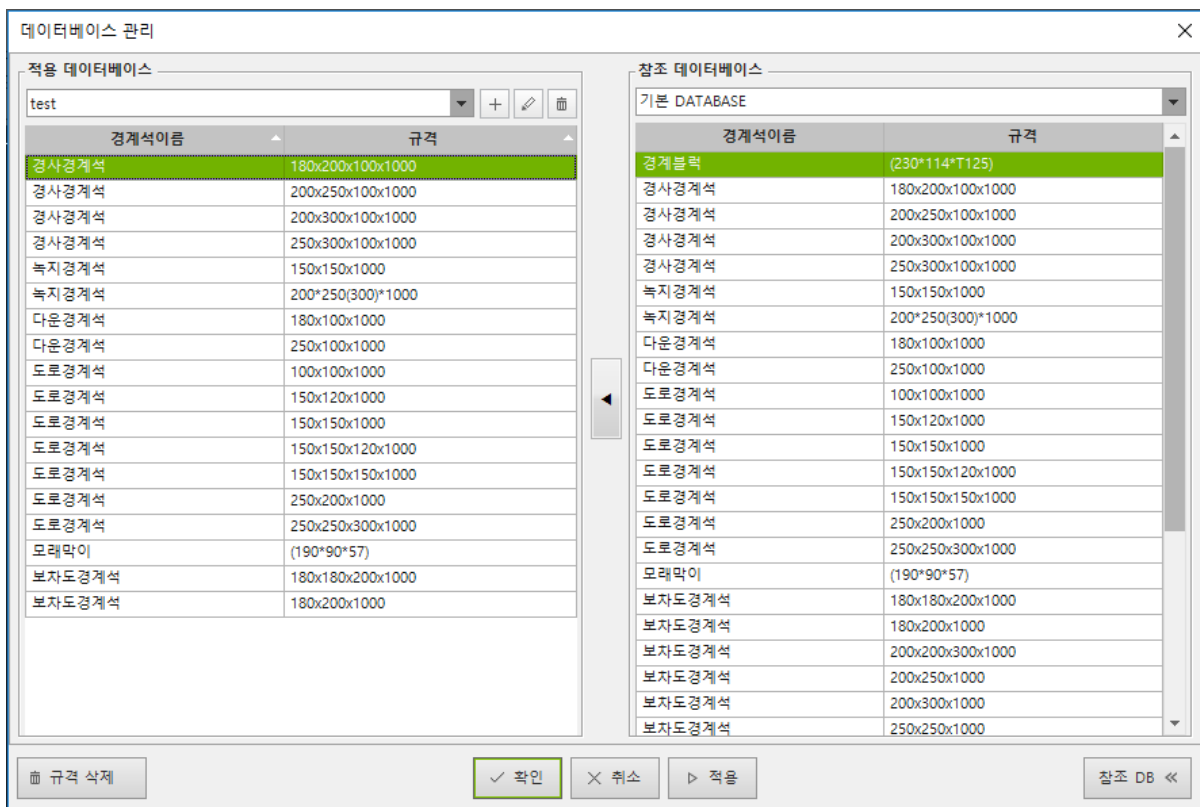 데이터베이스 관리
적용 데이터베이스
test
경계석이름 규격
경사경계석 180x200x100x1000
경사경계석 200x250x100x1000
경사경계석 200x300x100x1000
경사경계석 250x300x100x1000
녹지경계석 150x150x1000
녹지경계석 200*250(300)*1000
다운경계석 180x100x1000
다운경계석 250x100x1000
도로경계석 100x100x1000
도로경계석 150x120x1000
도로경계석 150x150x1000
도로경계석 150x150x120x1000
도로경계석 150x150x150x1000
도로경계석 250x200x1000
도로경계석 250x250x300x1000
모래막이 (190*90*57)
보차도경계석 180x180x200x1000
보차도경계석 180x200x1000
참조 데이터베이스
기본 DATABASE
경계석이름 규격
경계블럭 (230*114*T125)
경사경계석 180x200x100x1000
경사경계석 200x250x100x1000
경사경계석 200x300x100x1000
경사경계석 250x300x100x1000
녹지경계석 150x150x1000
녹지경계석 200*250(300)*1000
다운경계석 180x100x1000
다운경계석 250x100x1000
도로경계석 100x100x1000
도로경계석 150x120x1000
도로경계석 150x150x1000
도로경계석 150x150x120x1000
도로경계석 150x150x150x1000
도로경계석 250x200x1000
도로경계석 250x250x300x1000
모래막이 (190*90*57)
보차도경계석 180x180x200x1000
보차도경계석 180x200x1000
보차도경계석 200x200x300x1000
보차도경계석 200x250x1000
보차도경계석 200x300x1000
보차도경계석 250x250x1000
규격 삭제 확인 취소 적용 참조 DB